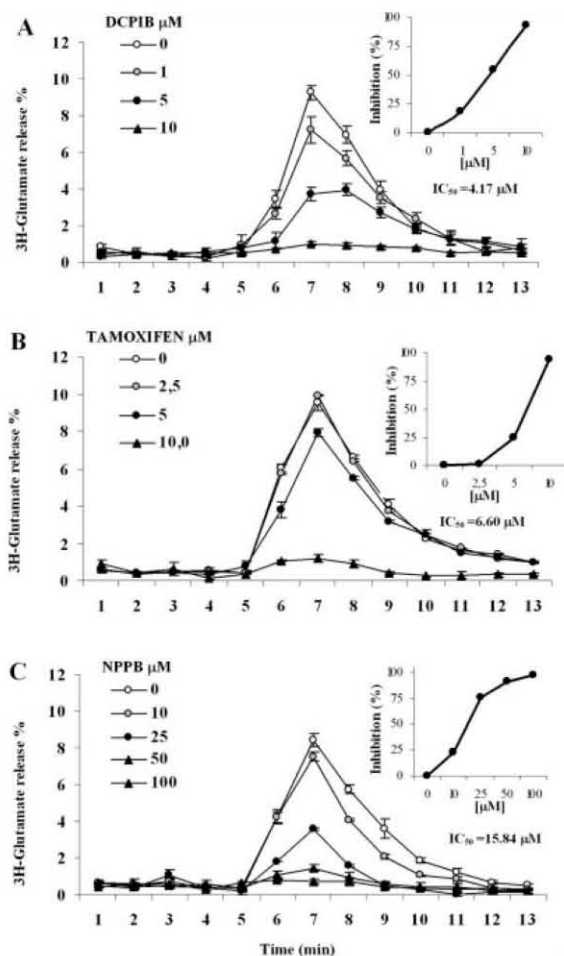 A
DCPIB μM
0
1
5
10
3H-Glutamate release %
12
10
8
6
4
2
0
1 2 3 4 5 6 7 8 9 10 11 12 13
Inhibition (%)
100
75
50
25
0
0 1 5 10
[μM]
IC50 =4.17 μM
B
TAMOXIFEN μM
0
2,5
5
10,0
3H-Glutamate release %
12
10
8
6
4
2
0
1 2 3 4 5 6 7 8 9 10 11 12 13
Inhibition (%)
100
75
50
25
0
0 2,5 5 10
[μM]
IC50 =6.60 μM
C
NPPB μM
0
10
25
50
100
3H-Glutamate release %
12
10
8
6
4
2
0
1 2 3 4 5 6 7 8 9 10 11 12 13
Time (min)
Inhibition (%)
100
75
50
25
0
0 10 25 50 100
[μM]
IC50 =15.84 μM